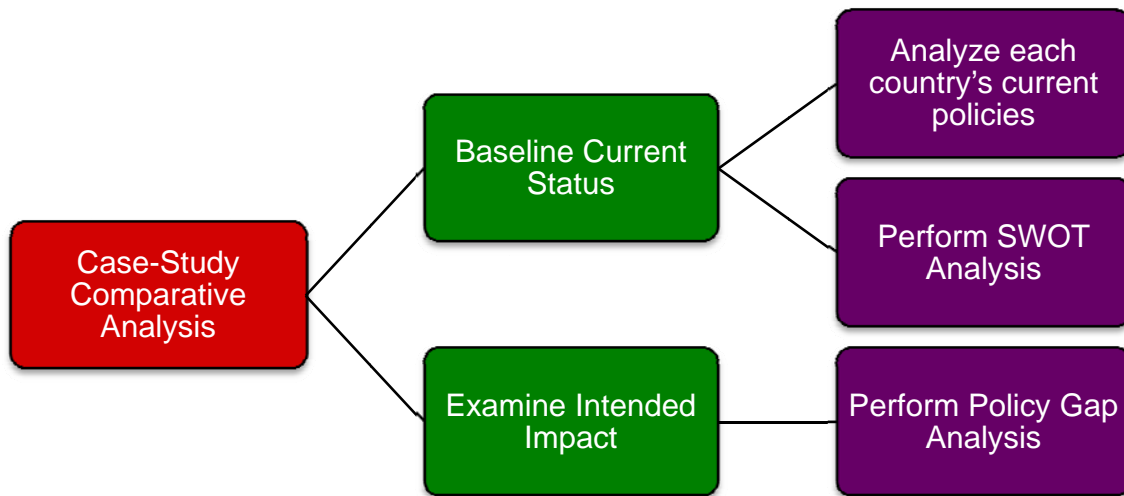 Case-Study
Comparative
Analysis
Baseline Current
Status
Analyze each
country’s current
policies
Perform SWOT
Analysis
Examine Intended
Impact
Perform Policy Gap
Analysis